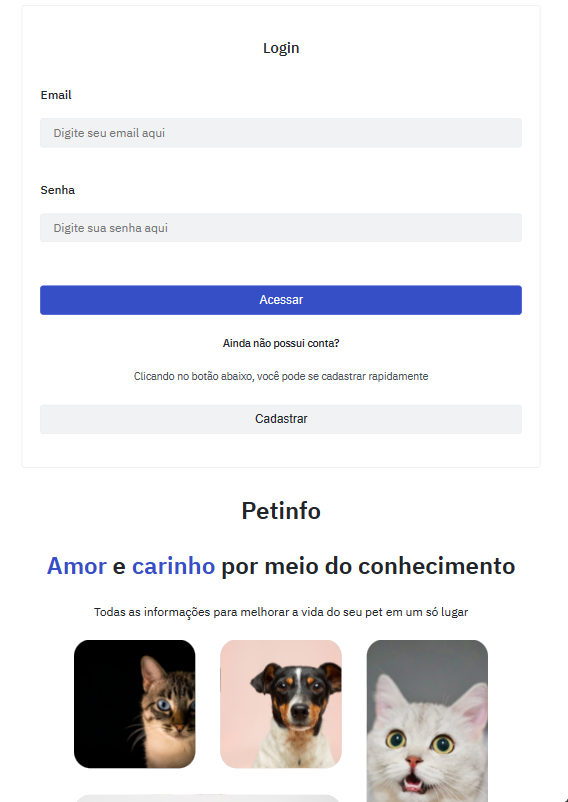 Login
Email
Digite seu email aqui
Senha
Digite sua senha aqui
Acessar
Ainda não possui conta?
Clicando no botão abaixo, você pode se cadastrar rapidamente
Cadastrar
Petinfo
Amor e carinho por meio do conhecimento
Todas as informações para melhorar a vida do seu pet em um só lugar